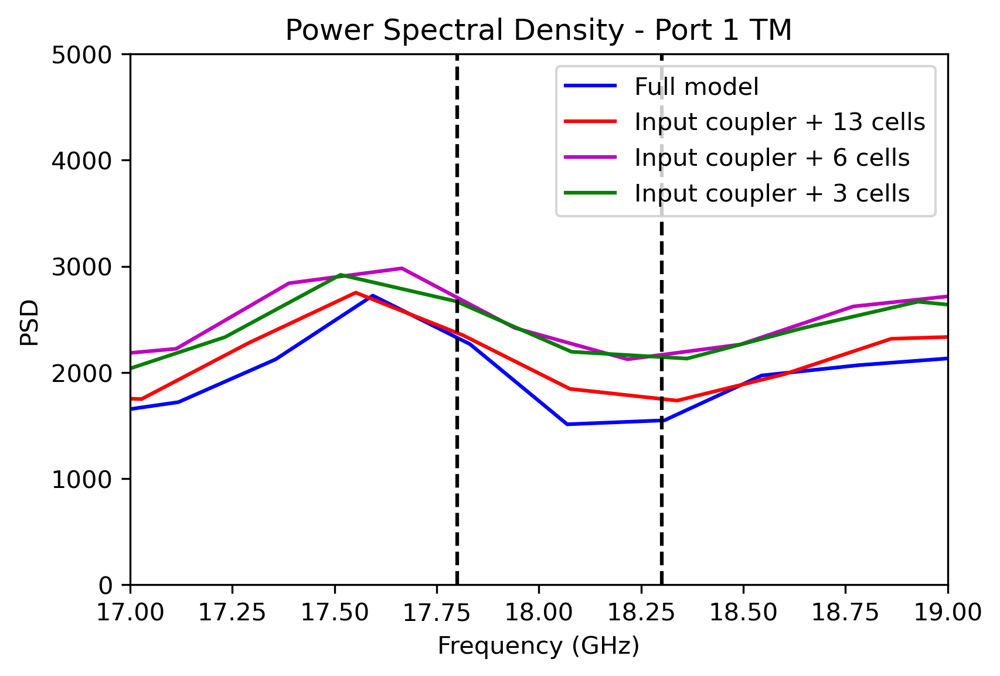 Power Spectral Density - Port 1 TM
5000
4000
3000
2000
1000
0
PSD
Full model
Input coupler + 13 cells
Input coupler + 6 cells
Input coupler + 3 cells
17.00 17.25 17.50 17.75 18.00 18.25 18.50 18.75 19.00
Frequency (GHz)